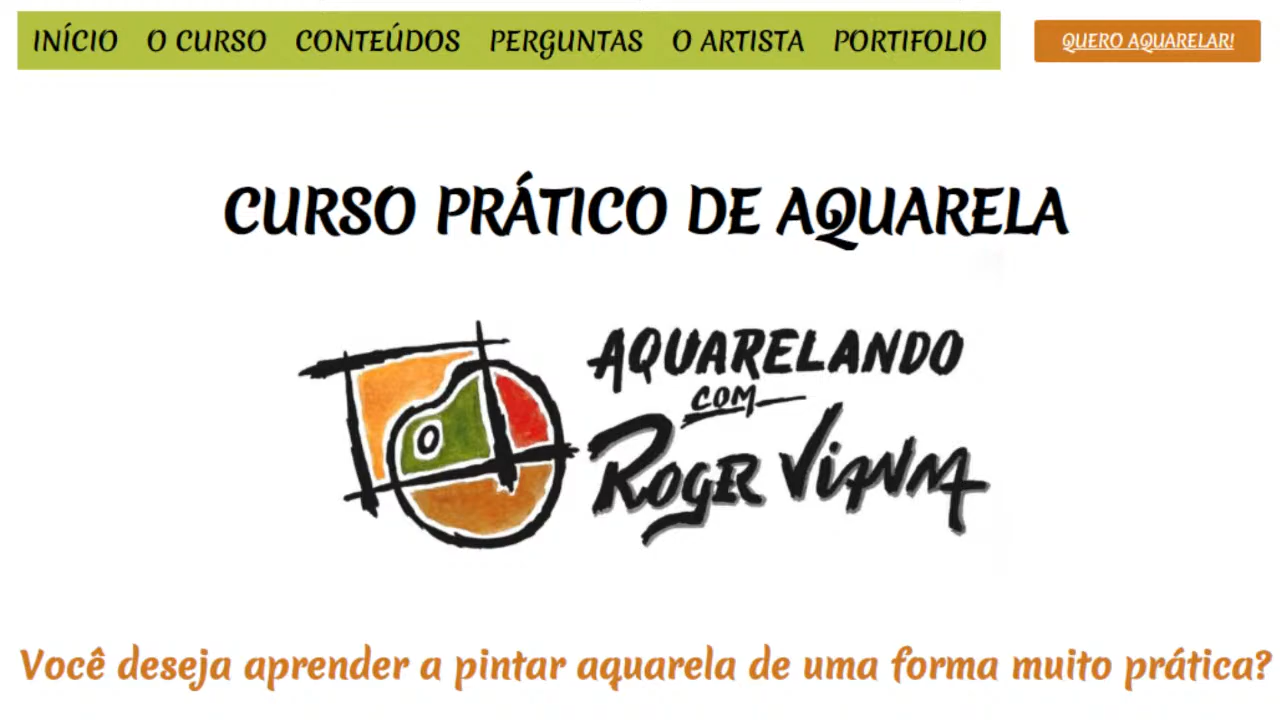 INÍCIO O CURSO CONTEÚDOS PERGUNTAS O ARTISTA PORTIFOLIO QUERO AQUARELAR!
CURSO PRÁTICO DE AQUARELA
AQUARELANDO
COM
ROGER VIANNA
Você deseja aprender a pintar aquarela de uma forma muito prática?